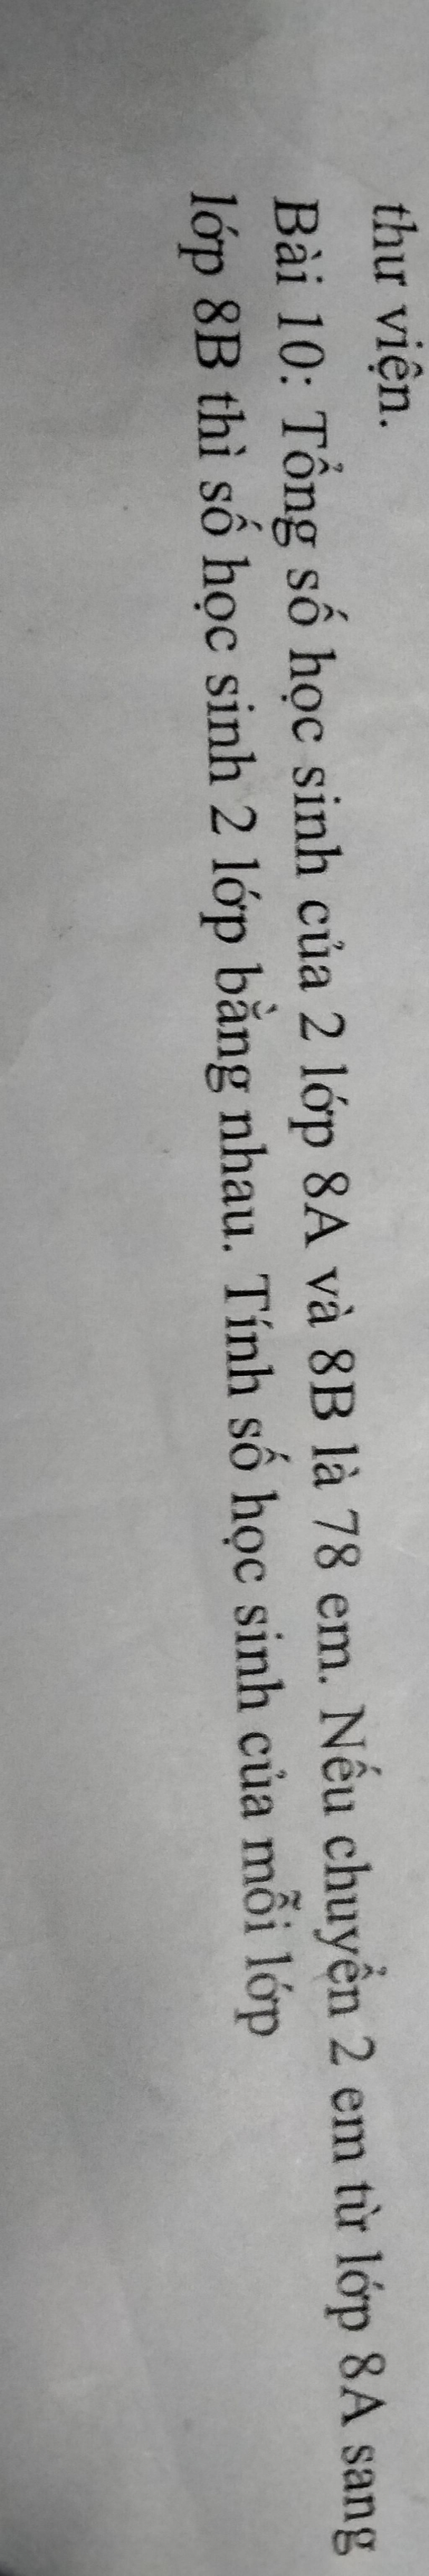 thư viện.
Bài 10: Tổng số học sinh của 2 lớp 8A và 8B là 78 em. Nếu chuyển 2 em từ lớp 8A sang
lớp 8B thì số học sinh 2 lớp bằng nhau. Tính số học sinh của mỗi lớp